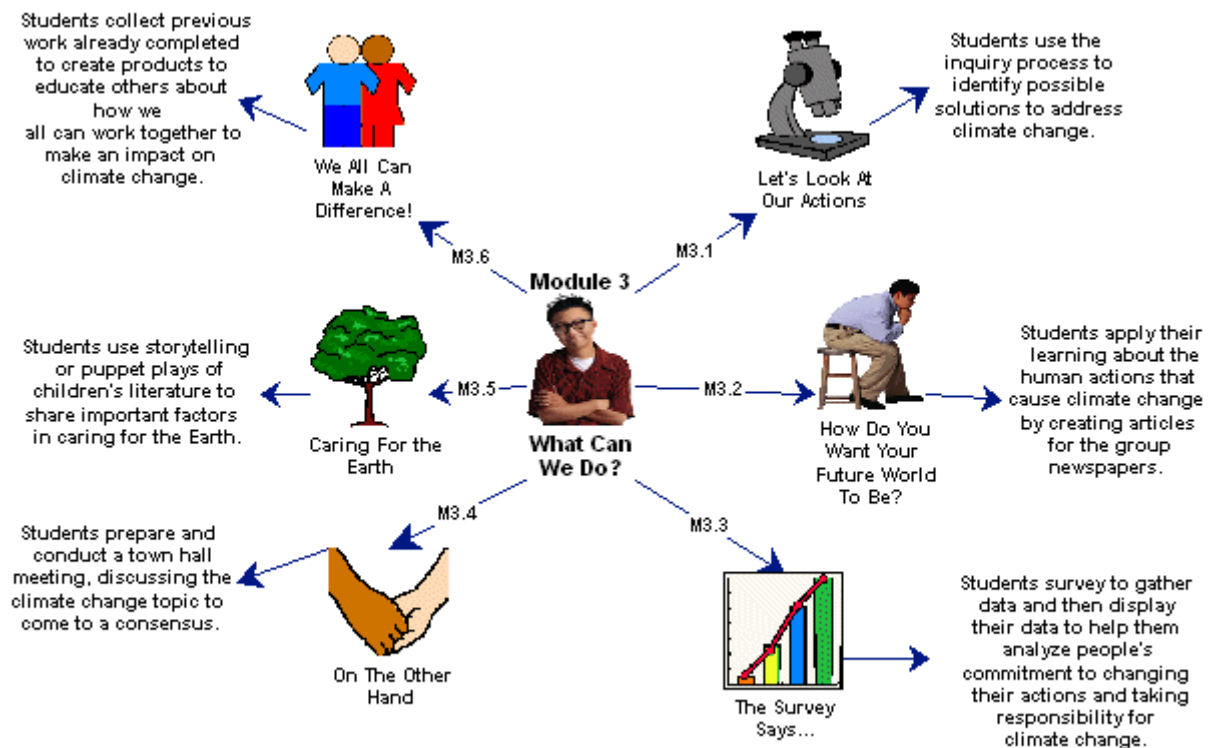 Module 3
What Can
We Do?
M3.1
Let's Look At
Our Actions
Students use the
inquiry process to
identify possible
solutions to address
climate change.
M3.2
How Do You
Want Your
Future World
To Be?
Students apply their
learning about the
human actions that
cause climate change
by creating articles
for the group
newspapers.
M3.3
The Survey
Says...
Students survey to gather
data and then display
their data to help them
analyze people's
commitment to changing
their actions and taking
responsibility for
climate change.
M3.4
On The Other
Hand
Students prepare and
conduct a town hall
meeting, discussing the
climate change topic to
come to a consensus.
M3.5
Caring For the
Earth
Students use storytelling
or puppet plays of
children's literature to
share important factors
in caring for the Earth.
M3.6
We All Can
Make A
Difference!
Students collect previous
work already completed
to create products to
educate others about
how we
all can work together to
make an impact on
climate change.